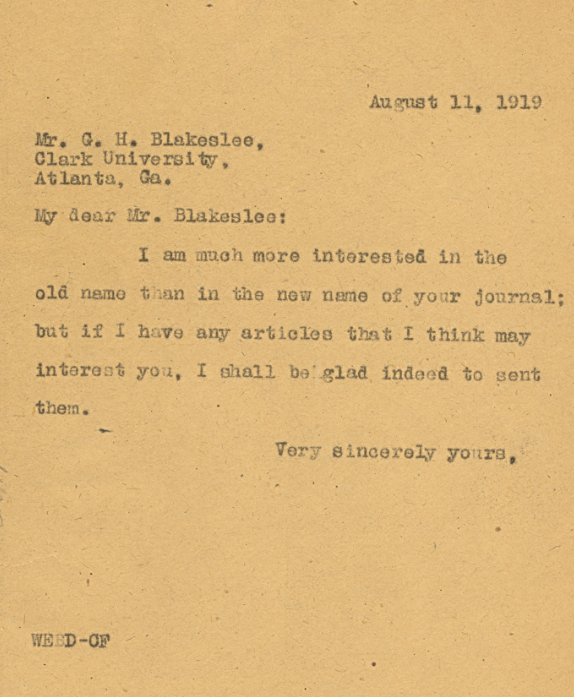 August 11, 1919
Mr. G. H. Blakeslee,
Clark University,
Atlanta, Ga.
My dear Mr. Blakeslee:
I am much more interested in the
old name than in the new name of your journal;
but if I have any articles that I think may
interest you, I shall be glad indeed to sent
them.
Very sincerely yours,
WEBD-CF